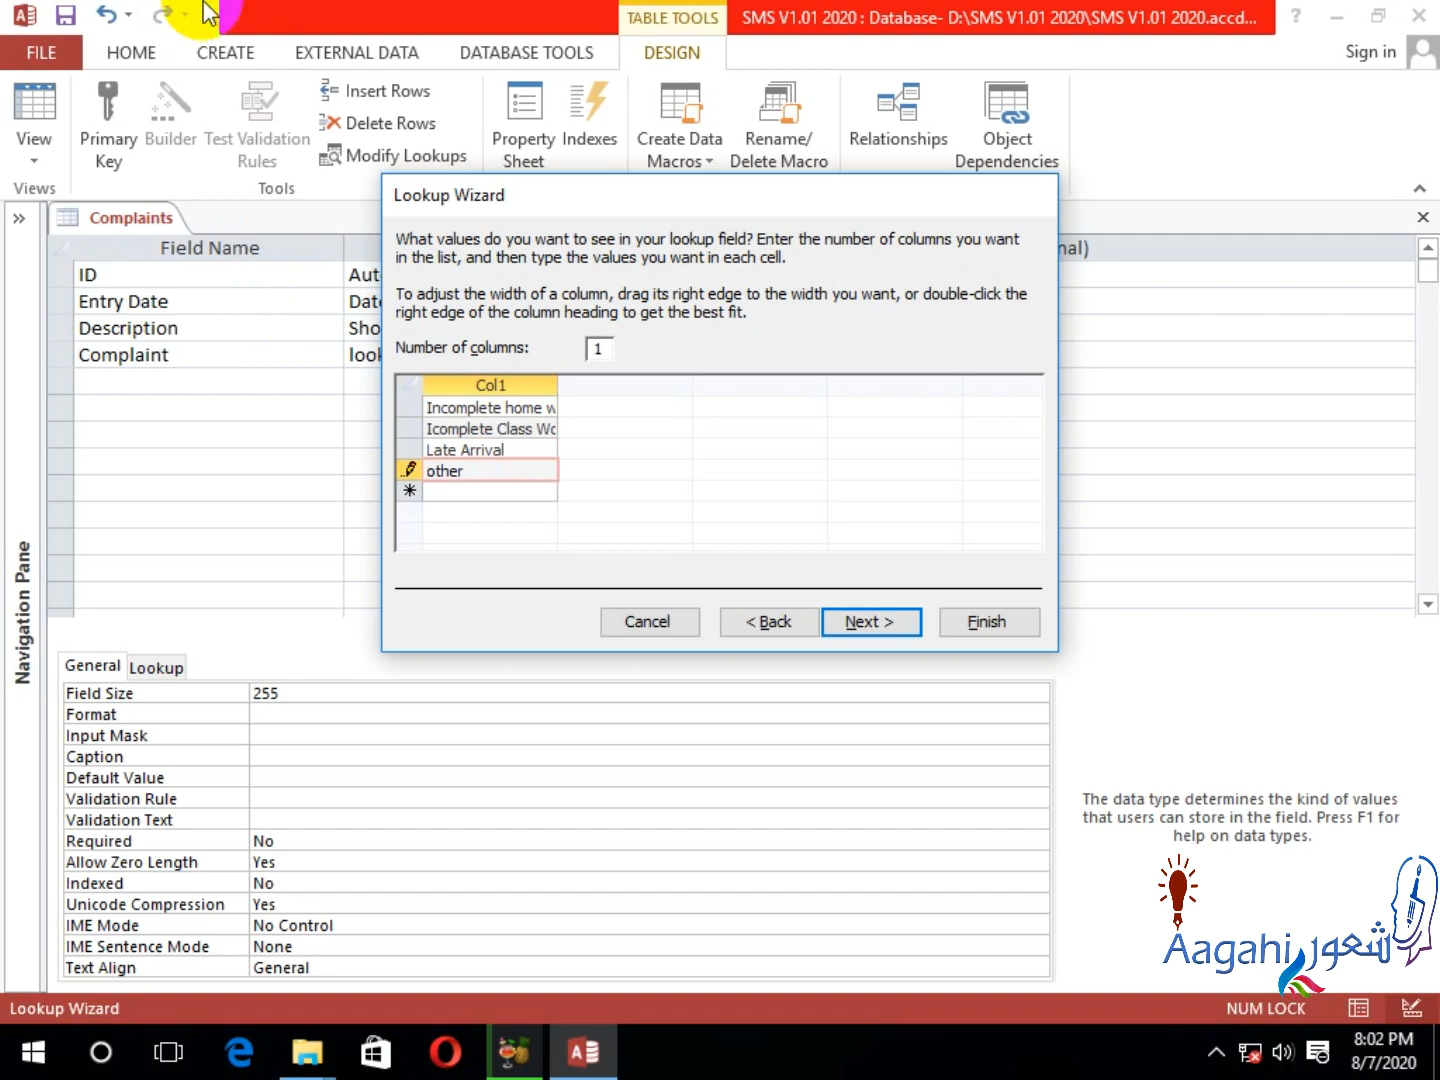 TABLE TOOLS
SMS V1.01 2020 : Database- D:\SMS V1.01 2020\SMS V1.01 2020.accd...
?
FILE
HOME
CREATE
EXTERNAL DATA
DATABASE TOOLS
DESIGN
Sign in
View
Primary Key
Builder
Test Validation Rules
Insert Rows
Delete Rows
Modify Lookups
Property Sheet
Indexes
Create Data Macros
Rename/ Delete Macro
Relationships
Object Dependencies
Views
Tools
Complaints
Field Name
nal)
ID
Aut
Entry Date
Date
Description
Sho
Complaint
look
Navigation Pane
Lookup Wizard
What values do you want to see in your lookup field? Enter the number of columns you want
in the list, and then type the values you want in each cell.
To adjust the width of a column, drag its right edge to the width you want, or double-click the
right edge of the column heading to get the best fit.
Number of columns: 1
Col1
Incomplete home w
Icomplete Class Wo
Late Arrival
other
Cancel
< Back
Next >
Finish
General
Lookup
Field Size 255
Format
Input Mask
Caption
Default Value
Validation Rule
Validation Text
Required No
Allow Zero Length Yes
Indexed No
Unicode Compression Yes
IME Mode No Control
IME Sentence Mode None
Text Align General
The data type determines the kind of values
that users can store in the field. Press F1 for
help on data types.
Aagahi شعور
Lookup Wizard
NUM LOCK
8:02 PM
8/7/2020